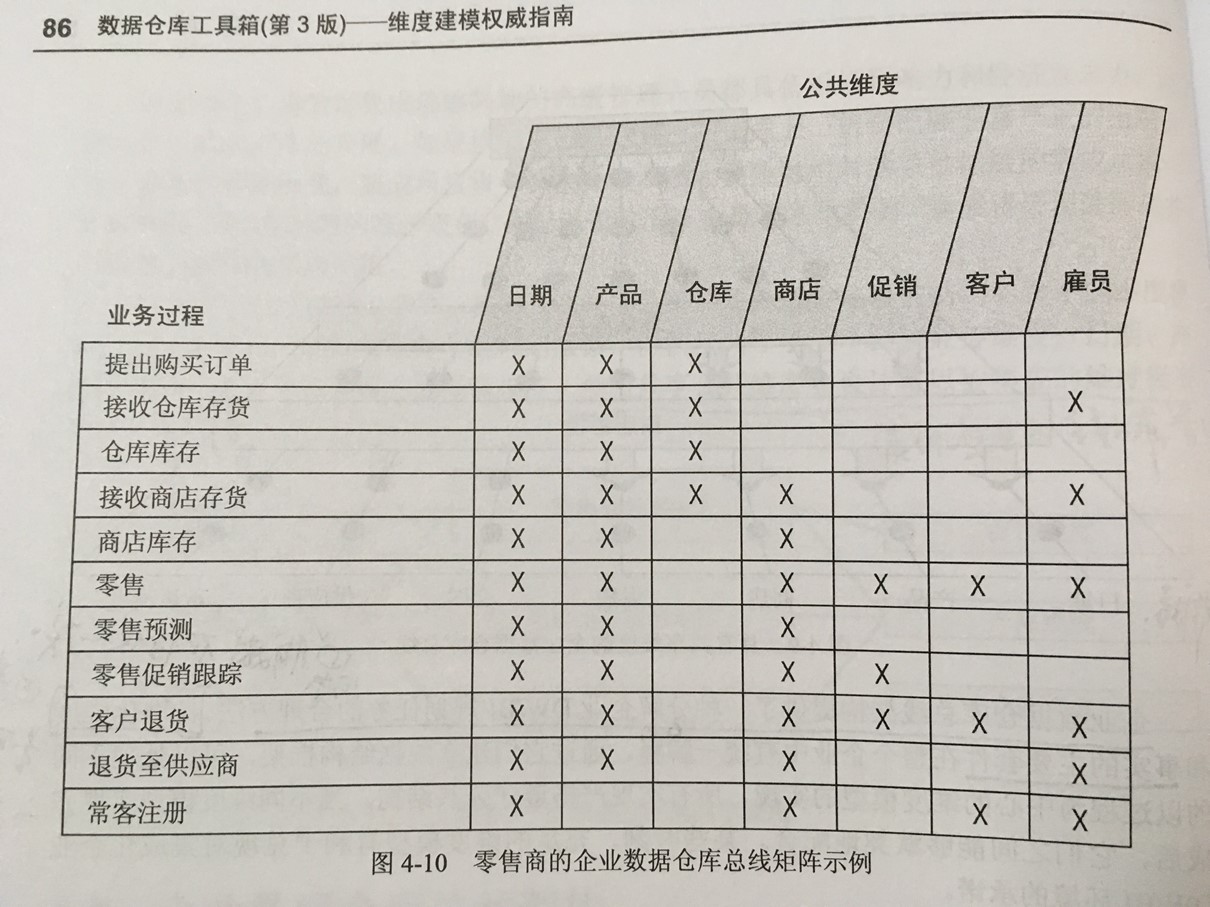 86 数据仓库工具箱(第 3 版)——维度建模权威指南
公共维度
业务过程 日期 产品 仓库 商店 促销 客户 雇员
提出购买订单 X X X
接收仓库存货 X X X X
仓库库存 X X X
接收商店存货 X X X X X
商店库存 X X X
零售 X X X X X X
零售预测 X X X
零售促销跟踪 X X X X
客户退货 X X X X X X
退货至供应商 X X X X
常客注册 X X X X
图 4-10 零售商的企业数据仓库总线矩阵示例